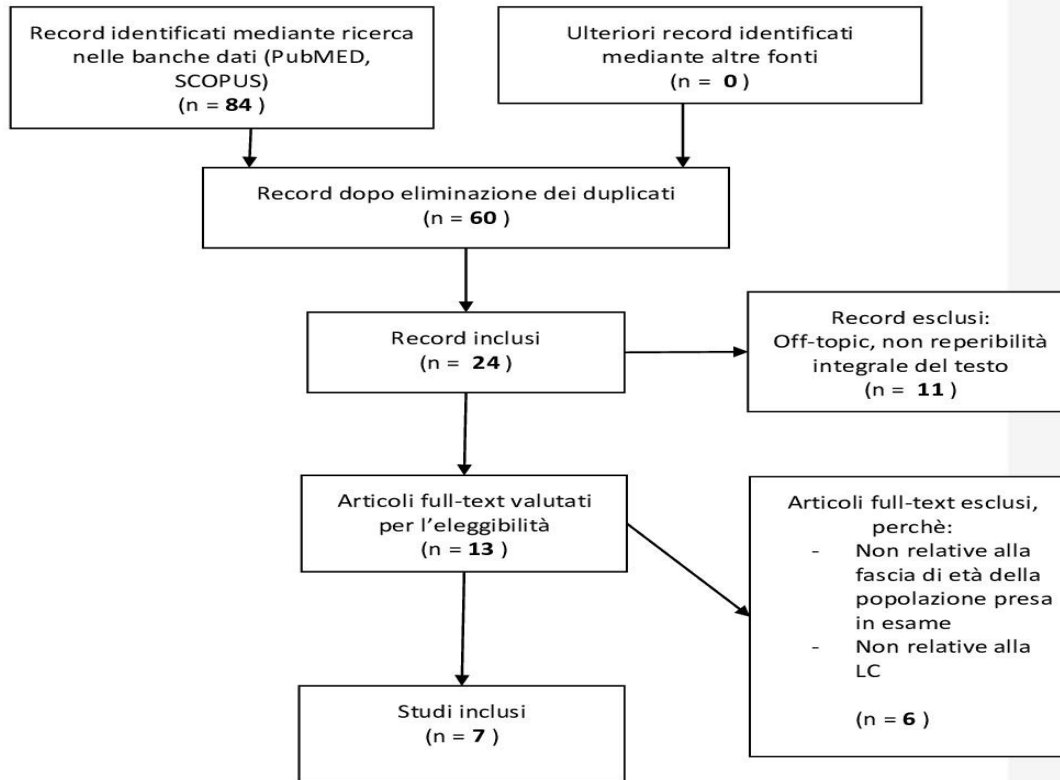 Record identificati mediante ricerca
nelle banche dati (PubMED,
SCOPUS)
(n = 84 )
Ulteriori record identificati
mediante altre fonti
(n = 0 )
Record dopo eliminazione dei duplicati
(n = 60 )
Record inclusi
(n = 24 )
Record esclusi:
Off-topic, non reperibilità
integrale del testo
(n = 11 )
Articoli full-text valutati
per l'eleggibilità
(n = 13 )
Articoli full-text esclusi,
perchè:
- Non relative alla
fascia di età della
popolazione presa
in esame
- Non relative alla
LC
(n = 6 )
Studi inclusi
(n = 7 )